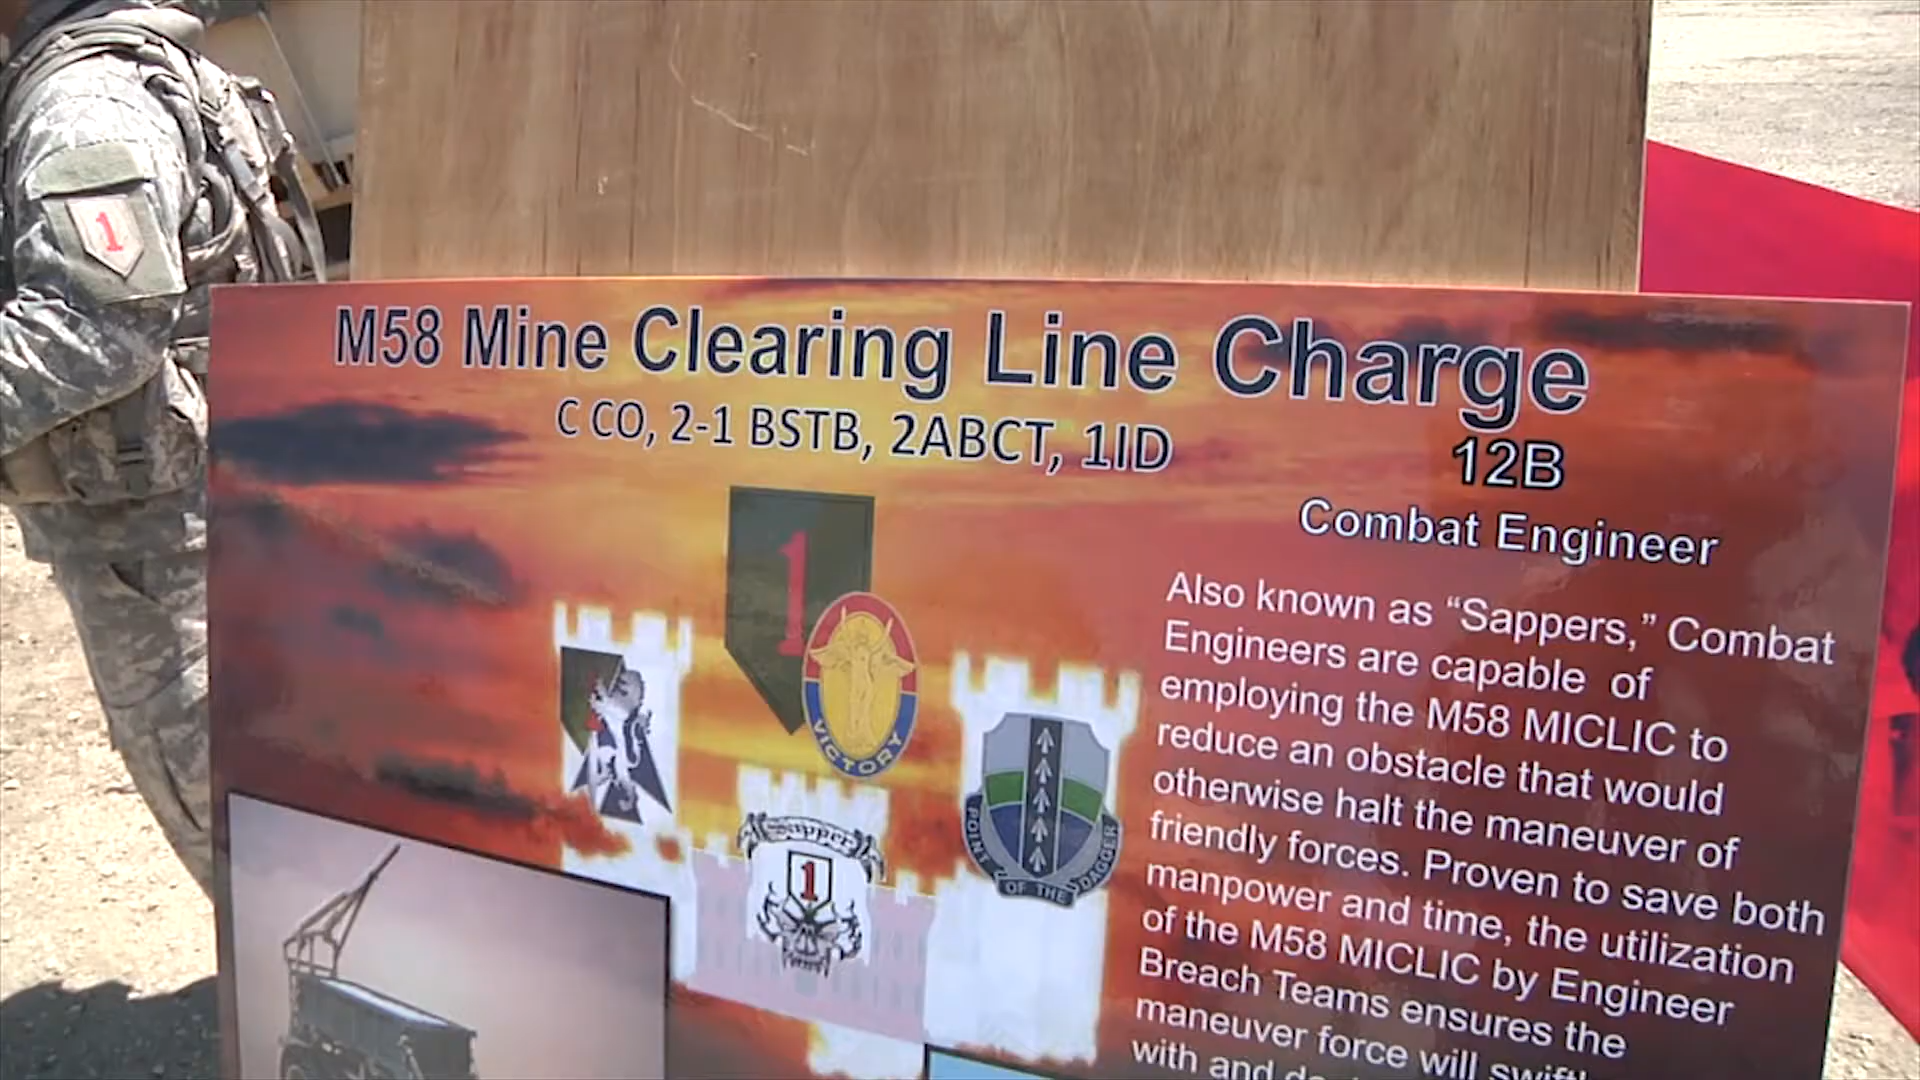 1
M58 Mine Clearing Line Charge
C CO, 2-1 BSTB, 2ABCT, 1ID
12B
Combat Engineer
1
VICTORY
Sapper
1
POINT OF THE DAGGER
Also known as “Sappers,” Combat
Engineers are capable of
employing the M58 MICLIC to
reduce an obstacle that would
otherwise halt the maneuver of
friendly forces. Proven to save both
manpower and time, the utilization
of the M58 MICLIC by Engineer
Breach Teams ensures the
maneuver force will
with and